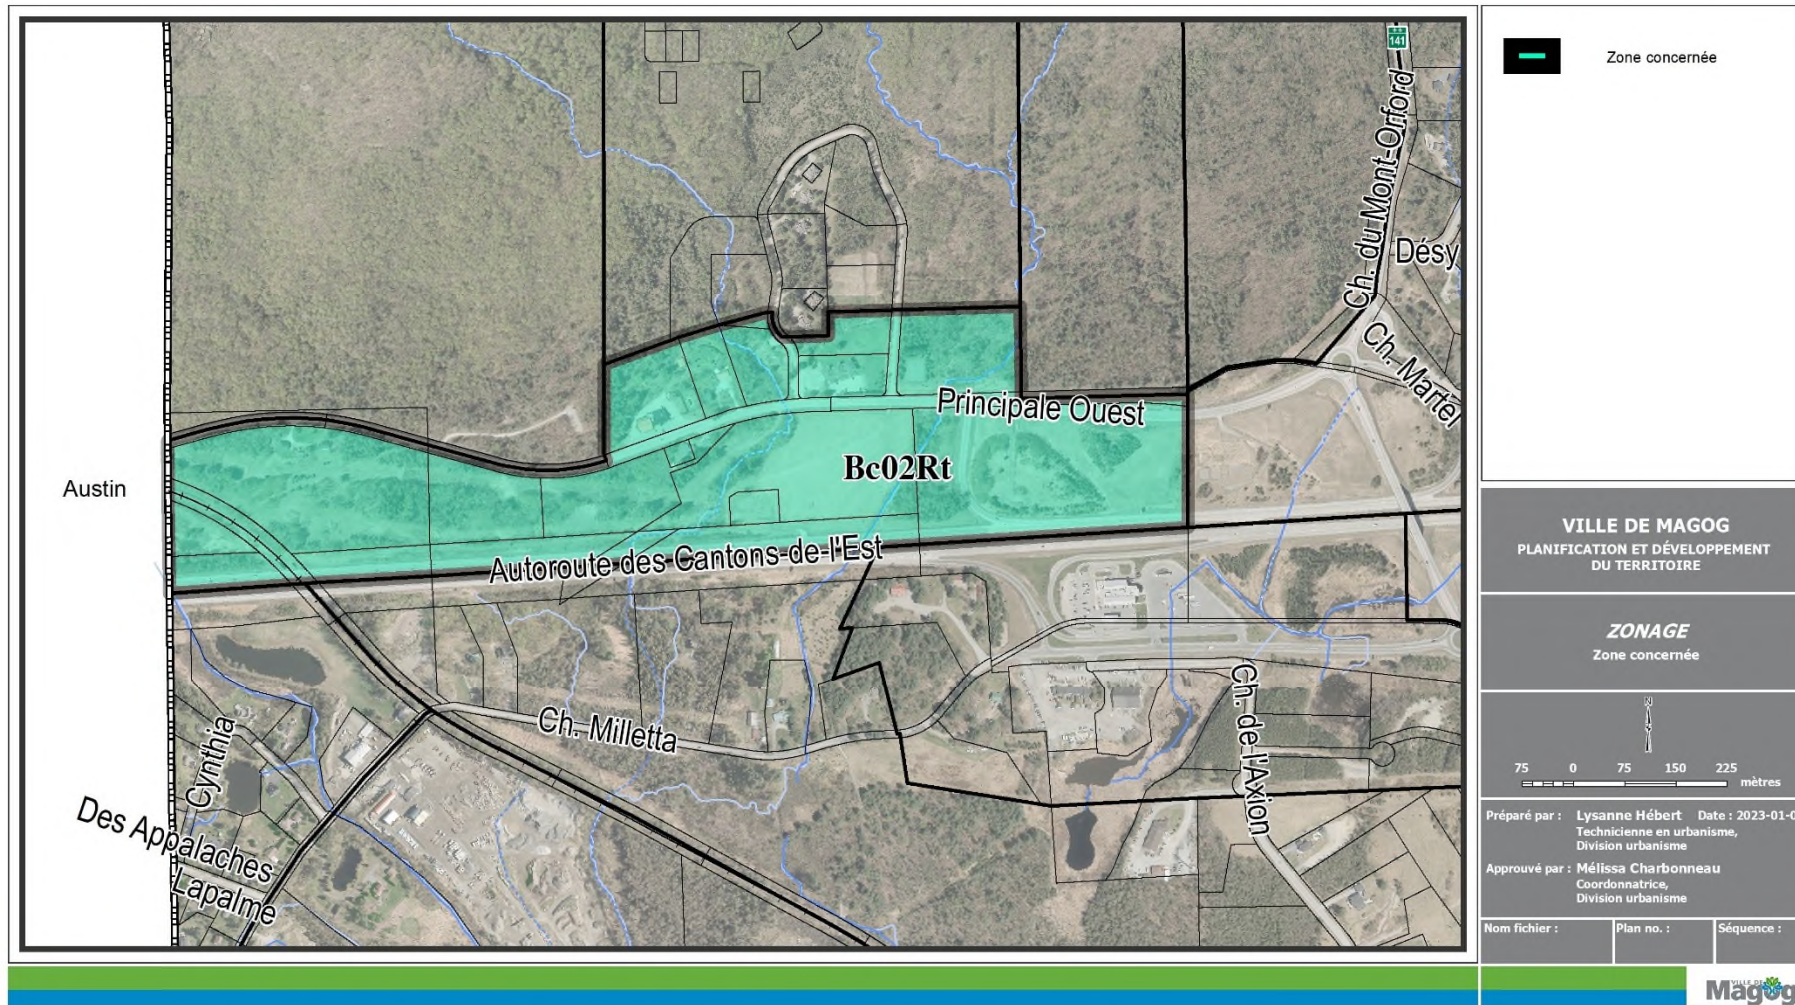 141
Ch. du Mont-Orford
Désy
Ch. Martel
Principale Ouest
Bc02Rt
Austin
Autoroute des Cantons-de-l'Est
Ch. Milletta
Ch. de l'Axion
Cynthia
Des Appalaches
Lapalme
Zone concernée
VILLE DE MAGOG
PLANIFICATION ET DÉVELOPPEMENT
DU TERRITOIRE
ZONAGE
Zone concernée
N
75 0 75 150 225
mètres
Préparé par : Lysanne Hébert Date : 2023-01-0
Technicienne en urbanisme,
Division urbanisme
Approuvé par : Mélissa Charbonneau
Coordonnatrice,
Division urbanisme
Nom fichier : Plan no. : Séquence :
VILLE DE
Magog